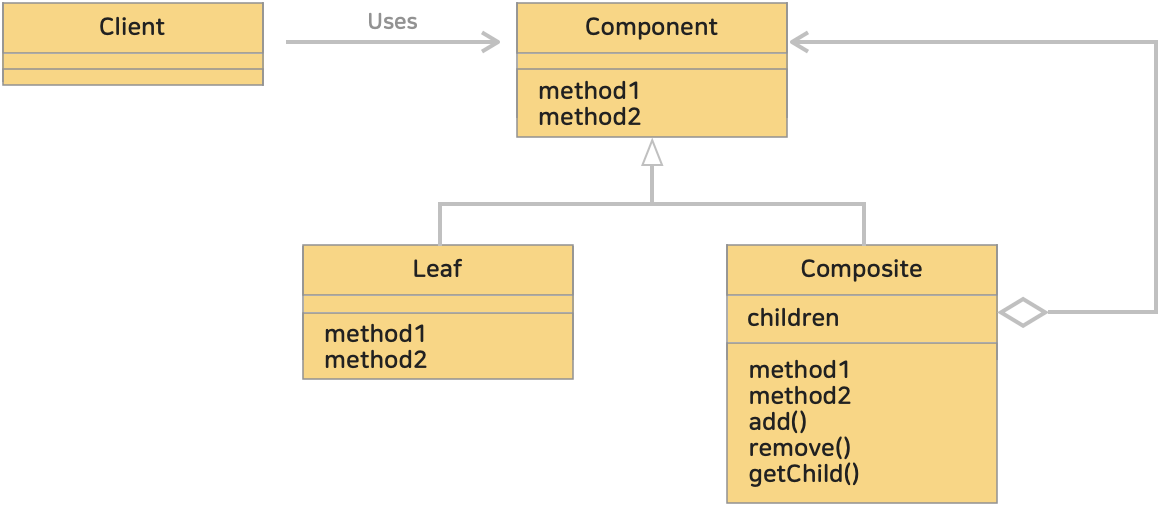 Client
Uses
Component
method1
method2
Leaf
method1
method2
Composite
children
method1
method2
add()
remove()
getChild()